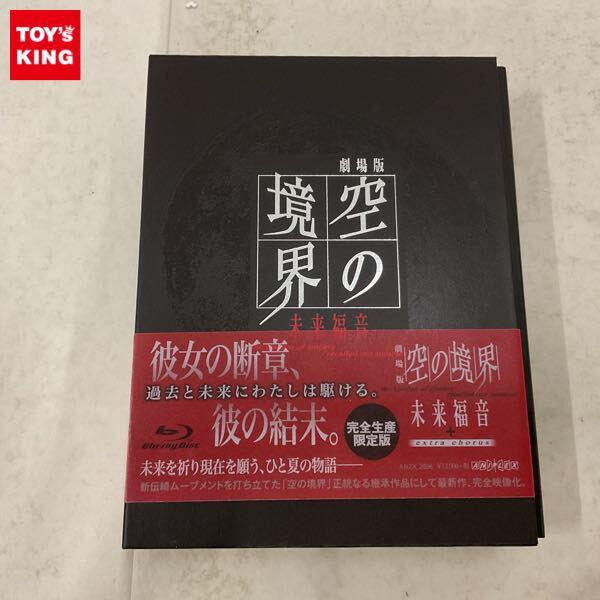 TOY's
KING
劇場版
空の
境界
未来福音
彼女の断章、
過去と未来にわたしは駆ける。
彼の結末。
完全生産
限定版
Blu-ray Disc
未来を祈り現在を願う、ひと夏の物語――
新伝綺ムーブメントを打ち立てた「空の境界」正統なる継承作品にして最新作、完全映像化。
劇場版
空の境界
未来福音
+
extra chorus
ANIPLEX